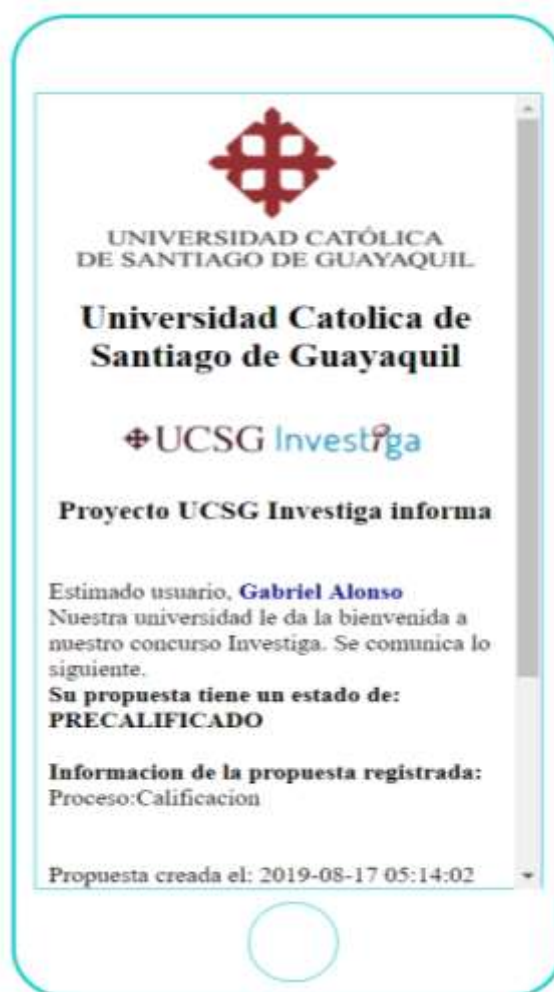 UNIVERSIDAD CATÓLICA
DE SANTIAGO DE GUAYAQUIL
Universidad Catolica de
Santiago de Guayaquil
UCSG Investiga
Proyecto UCSG Investiga informa
Estimado usuario, Gabriel Alonso
Nuestra universidad le da la bienvenida a
nuestro concurso Investiga. Se comunica lo
siguiente.
Su propuesta tiene un estado de:
PRECALIFICADO
Informacion de la propuesta registrada:
Proceso:Calificacion
Propuesta creada el: 2019-08-17 05:14:02